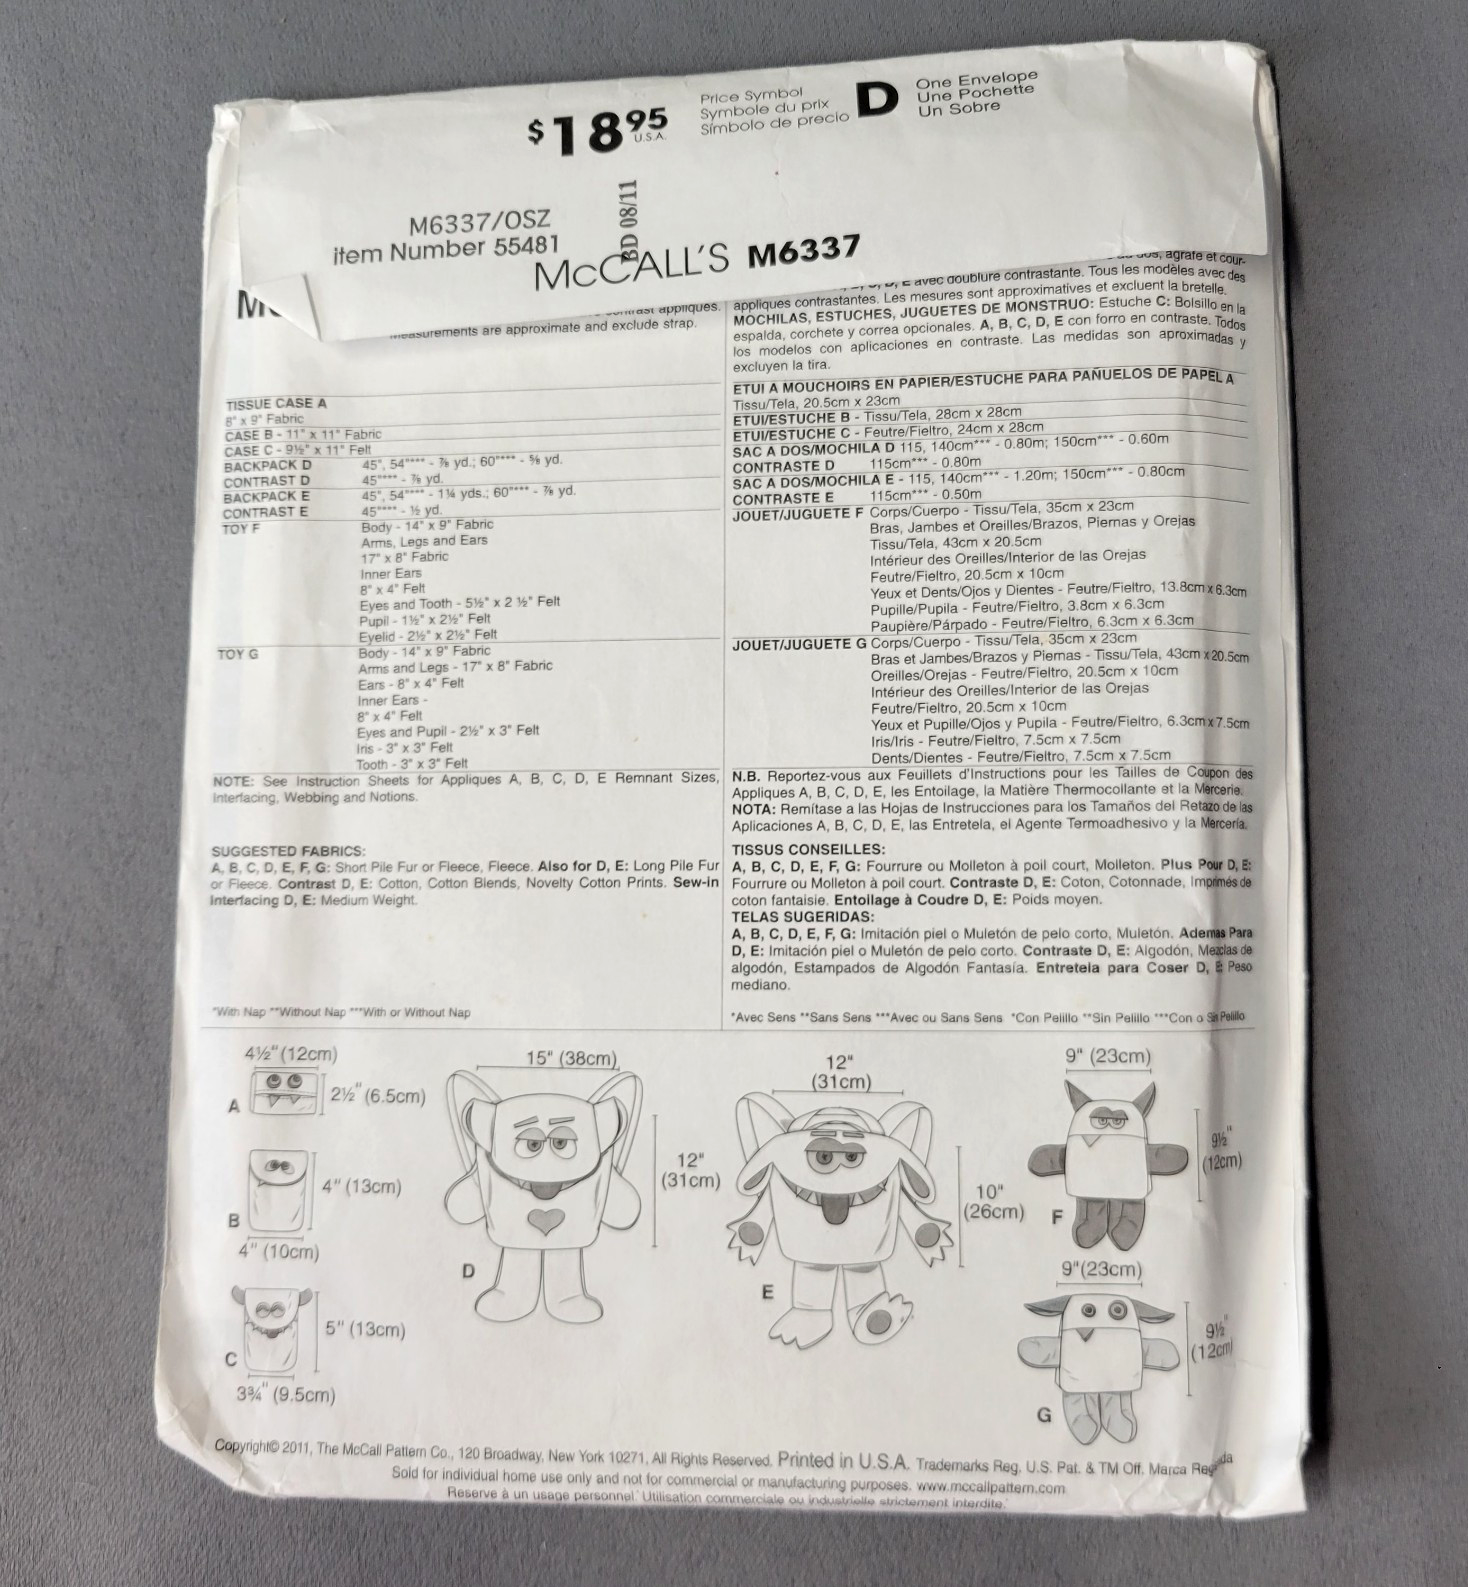 $18.95
U.S.A.
Price Symbol
Symbole du prix
Símbolo de precio
D
One Envelope
Une Pochette
Un Sobre
M6337/OSZ
item Number 55481
BD 08/11
McCALL'S M6337
appliques.
Measurements are approximate and exclude strap.
TISSUE CASE A
8" x 9" Fabric
CASE B - 11" x 11" Fabric
CASE C - 9½" x 11" Felt
BACKPACK D 45", 54"*** - ⅞ yd.; 60"*** - ⅝ yd.
CONTRAST D 45"*** - ⅞ yd.
BACKPACK E 45", 54"*** - 1¼ yds.; 60"*** - ⅞ yd.
CONTRAST E 45"*** - ½ yd.
TOY F Body - 14" x 9" Fabric
Arms, Legs and Ears
17" x 8" Fabric
Inner Ears
8" x 4" Felt
Eyes and Tooth - 5½" x 2 ½" Felt
Pupil - 1½" x 2½" Felt
Eyelid - 2½" x 2½" Felt
TOY G Body - 14" x 9" Fabric
Arms and Legs - 17" x 8" Fabric
Ears - 8" x 4" Felt
Inner Ears -
8" x 4" Felt
Eyes and Pupil - 2½" x 3" Felt
Iris - 3" x 3" Felt
Tooth - 3" x 3" Felt
NOTE: See Instruction Sheets for Appliques A, B, C, D, E Remnant Sizes,
Interfacing, Webbing and Notions.
SUGGESTED FABRICS:
A, B, C, D, E, F, G: Short Pile Fur or Fleece, Fleece. Also for D, E: Long Pile Fur
or Fleece. Contrast D, E: Cotton, Cotton Blends, Novelty Cotton Prints. Sew-in
Interfacing D, E: Medium Weight.
*With Nap **Without Nap ***With or Without Nap
agrafe et cour-
E avec doublure contrastante. Tous les modèles avec des
appliques contrastantes. Les mesures sont approximatives et excluent la bretelle.
MOCHILAS, ESTUCHES, JUGUETES DE MONSTRUO: Estuche C: Bolsillo en la
espalda, corchete y correa opcionales. A, B, C, D, E con forro en contraste. Todos
los modelos con aplicaciones en contraste. Las medidas son aproximadas y
excluyen la tira.
ETUI A MOUCHOIRS EN PAPIER/ESTUCHE PARA PAÑUELOS DE PAPEL A
Tissu/Tela, 20.5cm x 23cm
ETUI/ESTUCHE B - Tissu/Tela, 28cm x 28cm
ETUI/ESTUCHE C - Feutre/Fieltro, 24cm x 28cm
SAC A DOS/MOCHILA D 115, 140cm*** - 0.80m; 150cm*** - 0.60m
CONTRASTE D 115cm*** - 0.80m
SAC A DOS/MOCHILA E - 115, 140cm*** - 1.20m; 150cm*** - 0.80cm
CONTRASTE E 115cm*** - 0.50m
JOUET/JUGUETE F Corps/Cuerpo - Tissu/Tela, 35cm x 23cm
Bras, Jambes et Oreilles/Brazos, Piernas y Orejas
Tissu/Tela, 43cm x 20.5cm
Intérieur des Oreilles/Interior de las Orejas
Feutre/Fieltro, 20.5cm x 10cm
Yeux et Dents/Ojos y Dientes - Feutre/Fieltro, 13.8cm x 6.3cm
Pupille/Pupila - Feutre/Fieltro, 3.8cm x 6.3cm
Paupière/Párpado - Feutre/Fieltro, 6.3cm x 6.3cm
JOUET/JUGUETE G Corps/Cuerpo - Tissu/Tela, 35cm x 23cm
Bras et Jambes/Brazos y Piernas - Tissu/Tela, 43cm x 20.5cm
Oreilles/Orejas - Feutre/Fieltro, 20.5cm x 10cm
Intérieur des Oreilles/Interior de las Orejas
Feutre/Fieltro, 20.5cm x 10cm
Yeux et Pupille/Ojos y Pupila - Feutre/Fieltro, 6.3cm x 7.5cm
Iris/Iris - Feutre/Fieltro, 7.5cm x 7.5cm
Dents/Dientes - Feutre/Fieltro, 7.5cm x 7.5cm
N.B. Reportez-vous aux Feuillets d'Instructions pour les Tailles de Coupon des
Appliques A, B, C, D, E, les Entoilage, la Matière Thermocollante et la Mercerie.
NOTA: Remítase a las Hojas de Instrucciones para los Tamaños del Retazo de las
Aplicaciones A, B, C, D, E, las Entretela, el Agente Termoadhesivo y la Mercería.
TISSUS CONSEILLES:
A, B, C, D, E, F, G: Fourrure ou Molleton à poil court, Molleton. Plus Pour D, E:
Fourrure ou Molleton à poil court. Contraste D, E: Coton, Cotonnade, Imprimés de
coton fantaisie. Entoilage à Coudre D, E: Poids moyen.
TELAS SUGERIDAS:
A, B, C, D, E, F, G: Imitación piel o Muletón de pelo corto, Muletón. Ademas Para
D, E: Imitación piel o Muletón de pelo corto. Contraste D, E: Algodón, Mezclas de
algodón, Estampados de Algodón Fantasía. Entretela para Coser D, E: Peso
mediano.
*Avec Sens **Sans Sens ***Avec ou Sans Sens *Con Pelillo **Sin Pelillo ***Con o Sin Pelillo
4½" (12cm)
A
2½" (6.5cm)
B
4" (13cm)
4" (10cm)
C
5" (13cm)
3¾" (9.5cm)
15" (38cm)
12"
(31cm)
D
12"
(31cm)
10"
(26cm)
E
9" (23cm)
9½"
(12cm)
F
9" (23cm)
9½"
(12cm)
G
Copyright© 2011, The McCall Pattern Co., 120 Broadway, New York 10271, All Rights Reserved. Printed in U.S.A. Trademarks Reg. U.S. Pat. & TM Off. Marca
Sold for individual home use only and not for commercial or manufacturing purposes. www.mccallpattern.com
Reserve à un usage personnel. Utilisation commerciale ou industrielle strictement interdite.